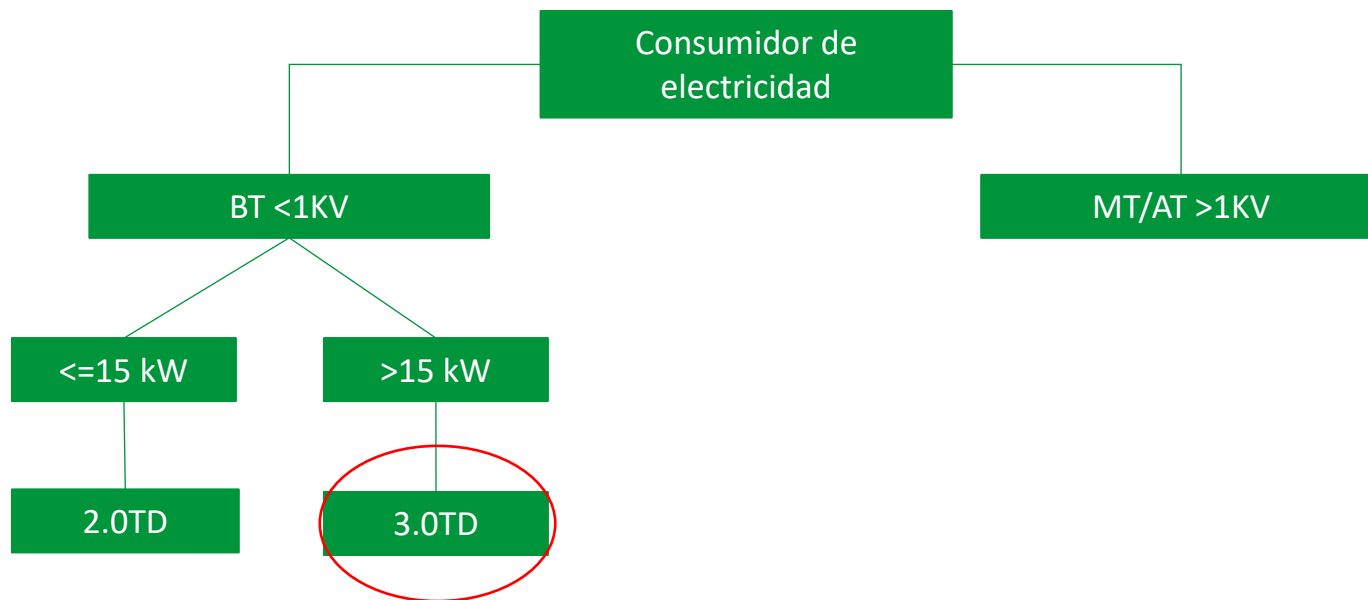 Consumidor de
electricidad
BT <1KV
MT/AT >1KV
<=15 kW
>15 kW
2.0TD
3.0TD